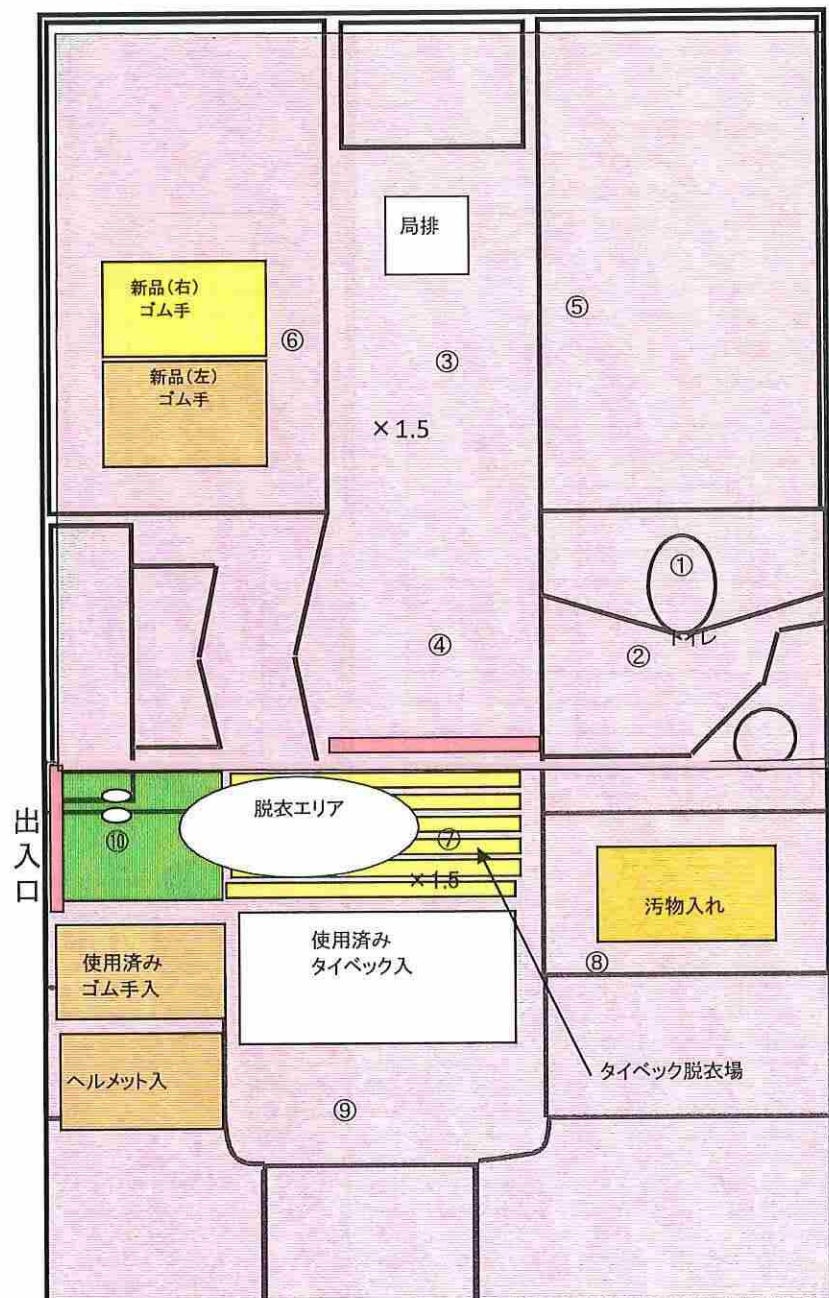 局排
新品(右)
ゴム手
⑤
⑥
③
新品(左)
ゴム手
×1.5
①
トイレ
④
②
出入口
脱衣エリア
⑩
⑦
×1.5
汚物入れ
使用済み
タイベック入
使用済み
ゴム手入
⑧
ヘルメット入
タイベック脱衣場
⑨